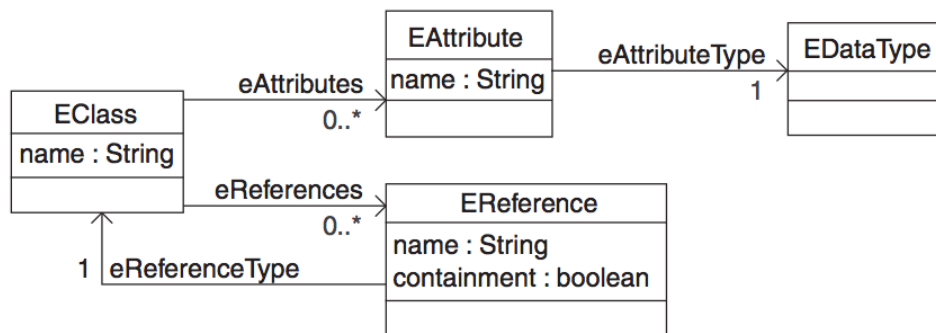 EAttribute
name : String
EDataType
eAttributeType
1
eAttributes
0..*
EClass
name : String
eReferences
0..*
EReference
name : String
containment : boolean
1 eReferenceType